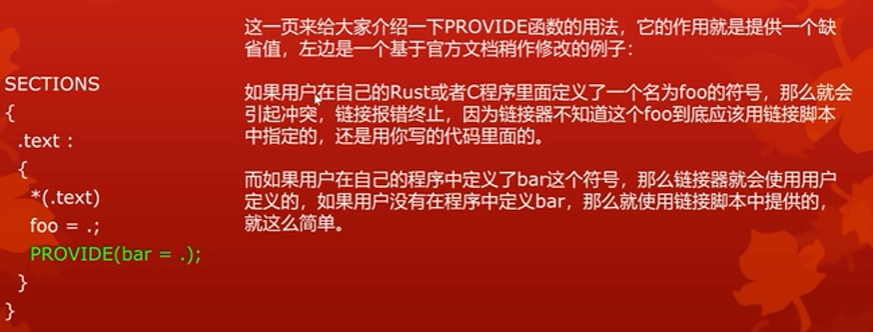 这一页来给大家介绍一下PROVIDE函数的用法，它的作用就是提供一个缺
省值，左边是一个基于官方文档稍作修改的例子：
如果用户在自己的Rust或者C程序里面定义了一个名为foo的符号，那么就会
引起冲突，链接报错终止，因为链接器不知道这个foo到底应该用链接脚本
中指定的，还是用你写的代码里面的。
而如果用户在自己的程序中定义了bar这个符号，那么链接器就会使用用户
定义的，如果用户没有在程序中定义bar，那么就使用链接脚本中提供的，
就这么简单。
SECTIONS
{
.text :
{
*(.text)
foo = .;
PROVIDE(bar = .);
}
}